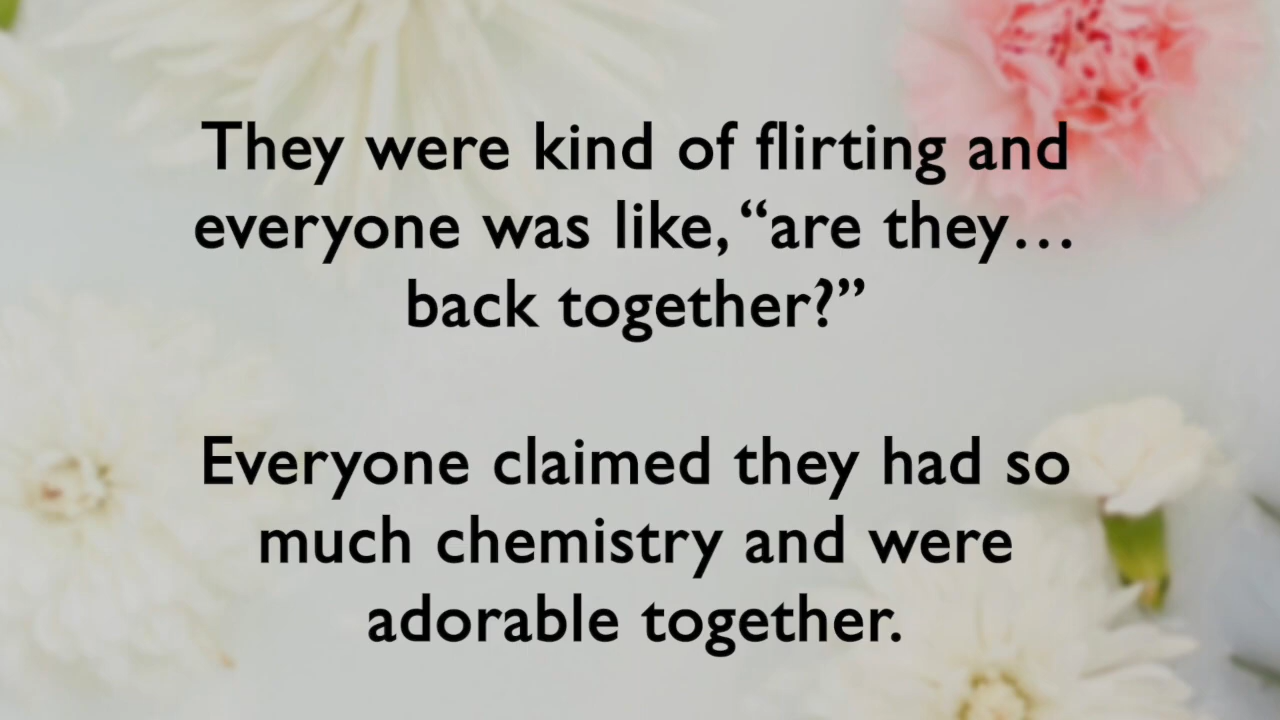 They were kind of flirting and
everyone was like, “are they…
back together?”
Everyone claimed they had so
much chemistry and were
adorable together.